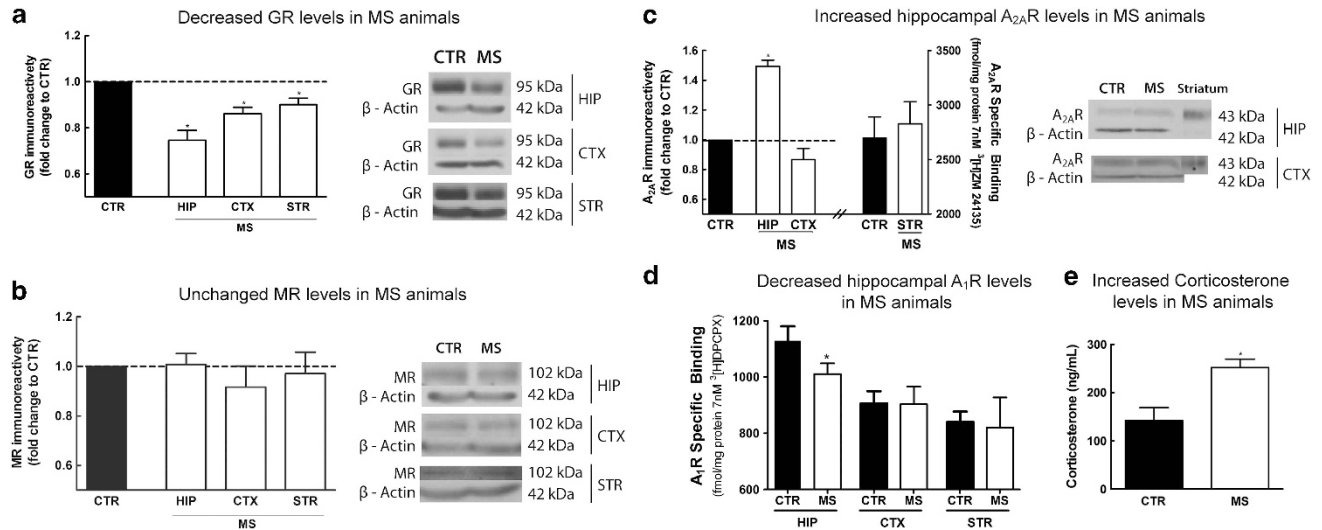 a
Decreased GR levels in MS animals
GR immunoreactivety
(fold change to CTR)
1.2
1.0
0.8
0.6
*
*
*
CTR
HIP
CTX
STR
MS
CTR MS
GR
95 kDa
β - Actin
42 kDa
HIP
GR
95 kDa
β - Actin
42 kDa
CTX
GR
95 kDa
β - Actin
42 kDa
STR
b
Unchanged MR levels in MS animals
MR immunoreactively
(fold change to CTR)
1.2
1.0
0.8
0.6
CTR
HIP
CTX
STR
MS
CTR MS
MR
102 kDa
β - Actin
42 kDa
HIP
MR
102 kDa
β - Actin
42 kDa
CTX
MR
102 kDa
β - Actin
42 kDa
STR
c
Increased hippocampal A2AR levels in MS animals
A2AR immunoreactivety
(fold change to CTR)
1.6
1.4
1.2
1.0
0.8
0.6
*
CTR
HIP CTX
MS
//
CTR STR
MS
3500
3000
2500
2000
A2AR Specific Binding
(fmol/mg protein 7nM ³[H]ZM 24135)
CTR MS Striatum
A2AR
43 kDa
β - Actin
42 kDa
HIP
A2AR
43 kDa
β - Actin
42 kDa
CTX
d
Decreased hippocampal A1R levels
in MS animals
A1R Specific Binding
(fmol/mg protein 7nM ³[H]DPCPX)
1200
1000
800
600
*
CTR MS CTR MS CTR MS
HIP CTX STR
e
Increased Corticosterone
levels in MS animals
Corticosterone (ng/mL)
300
200
100
0
*
CTR
MS